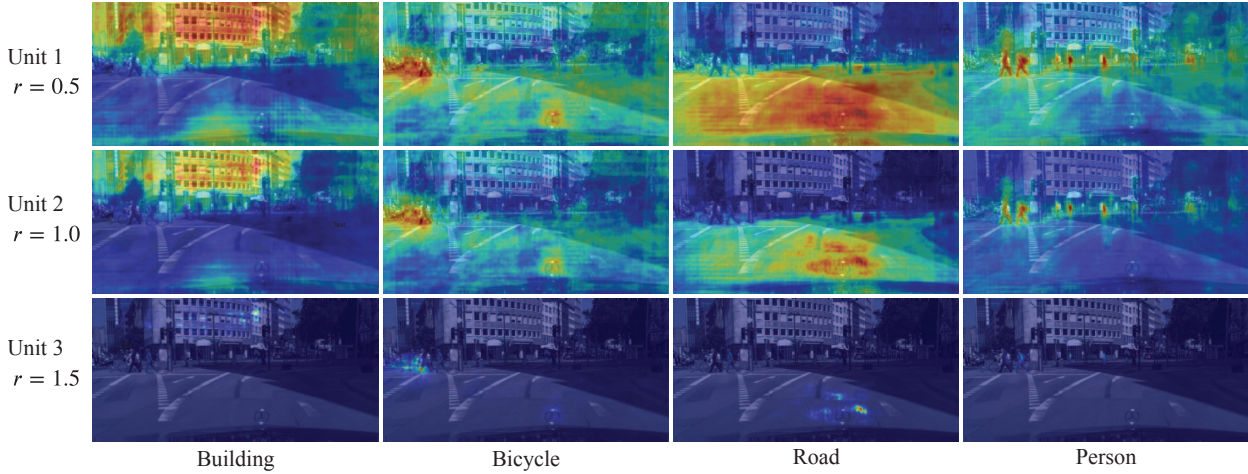 Unit 1
r = 0.5
Unit 2
r = 1.0
Unit 3
r = 1.5
Building
Bicycle
Road
Person